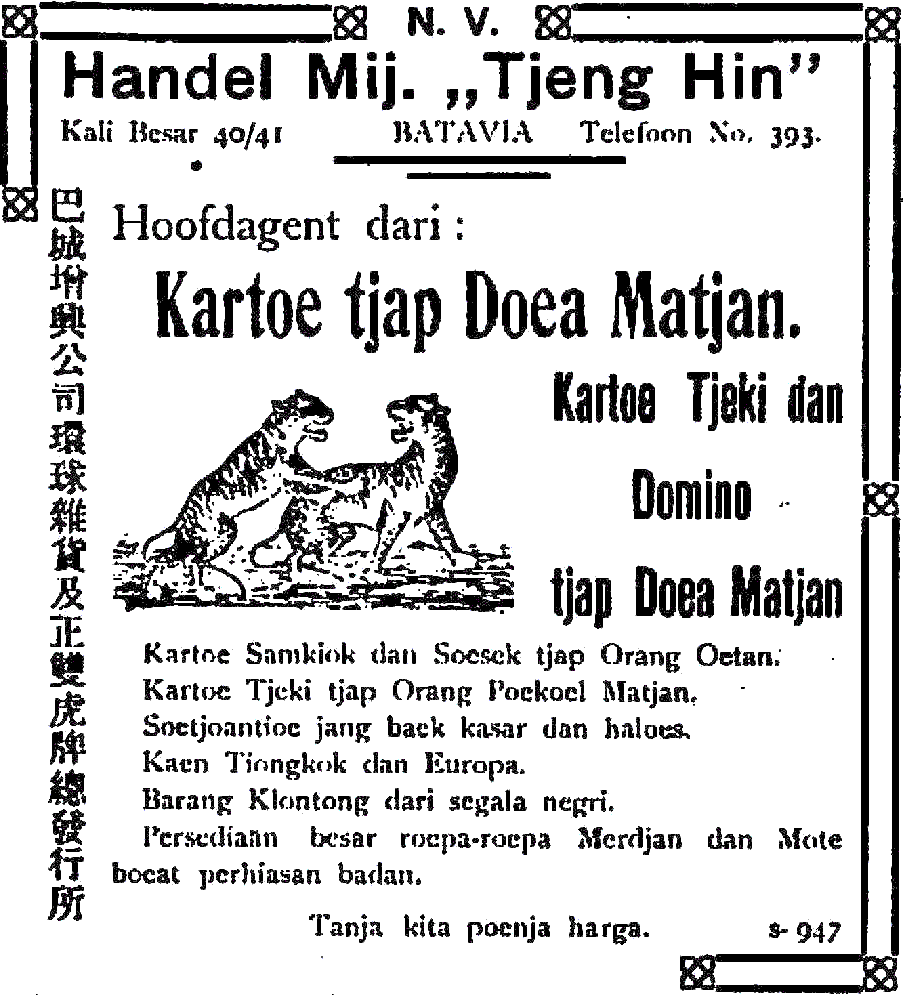 N. V.
Handel Mij. „Tjeng Hin”
Kali Besar 40/41 BATAVIA Telefoon No. 393.
巴城增興公司環球雜貨及正雙虎牌總發行所
Hoofdagent dari :
Kartoe tjap Doea Matjan.
Kartoe Tjeki dan
Domino
tjap Doea Matjan
Kartoe Samkiok dan Soesek tjap Orang Oetan.
Kartoe Tjeki tjap Orang Poekoel Matjan.
Soetjoantioe jang baek kasar dan haloes.
Kaen Tiongkok dan Europa.
Barang Klontong dari segala negri.
Persediaän besar roepa-roepa Merdjan dan Mote
boeat perhiasan badan.
Tanja kita poenja harga. s- 947